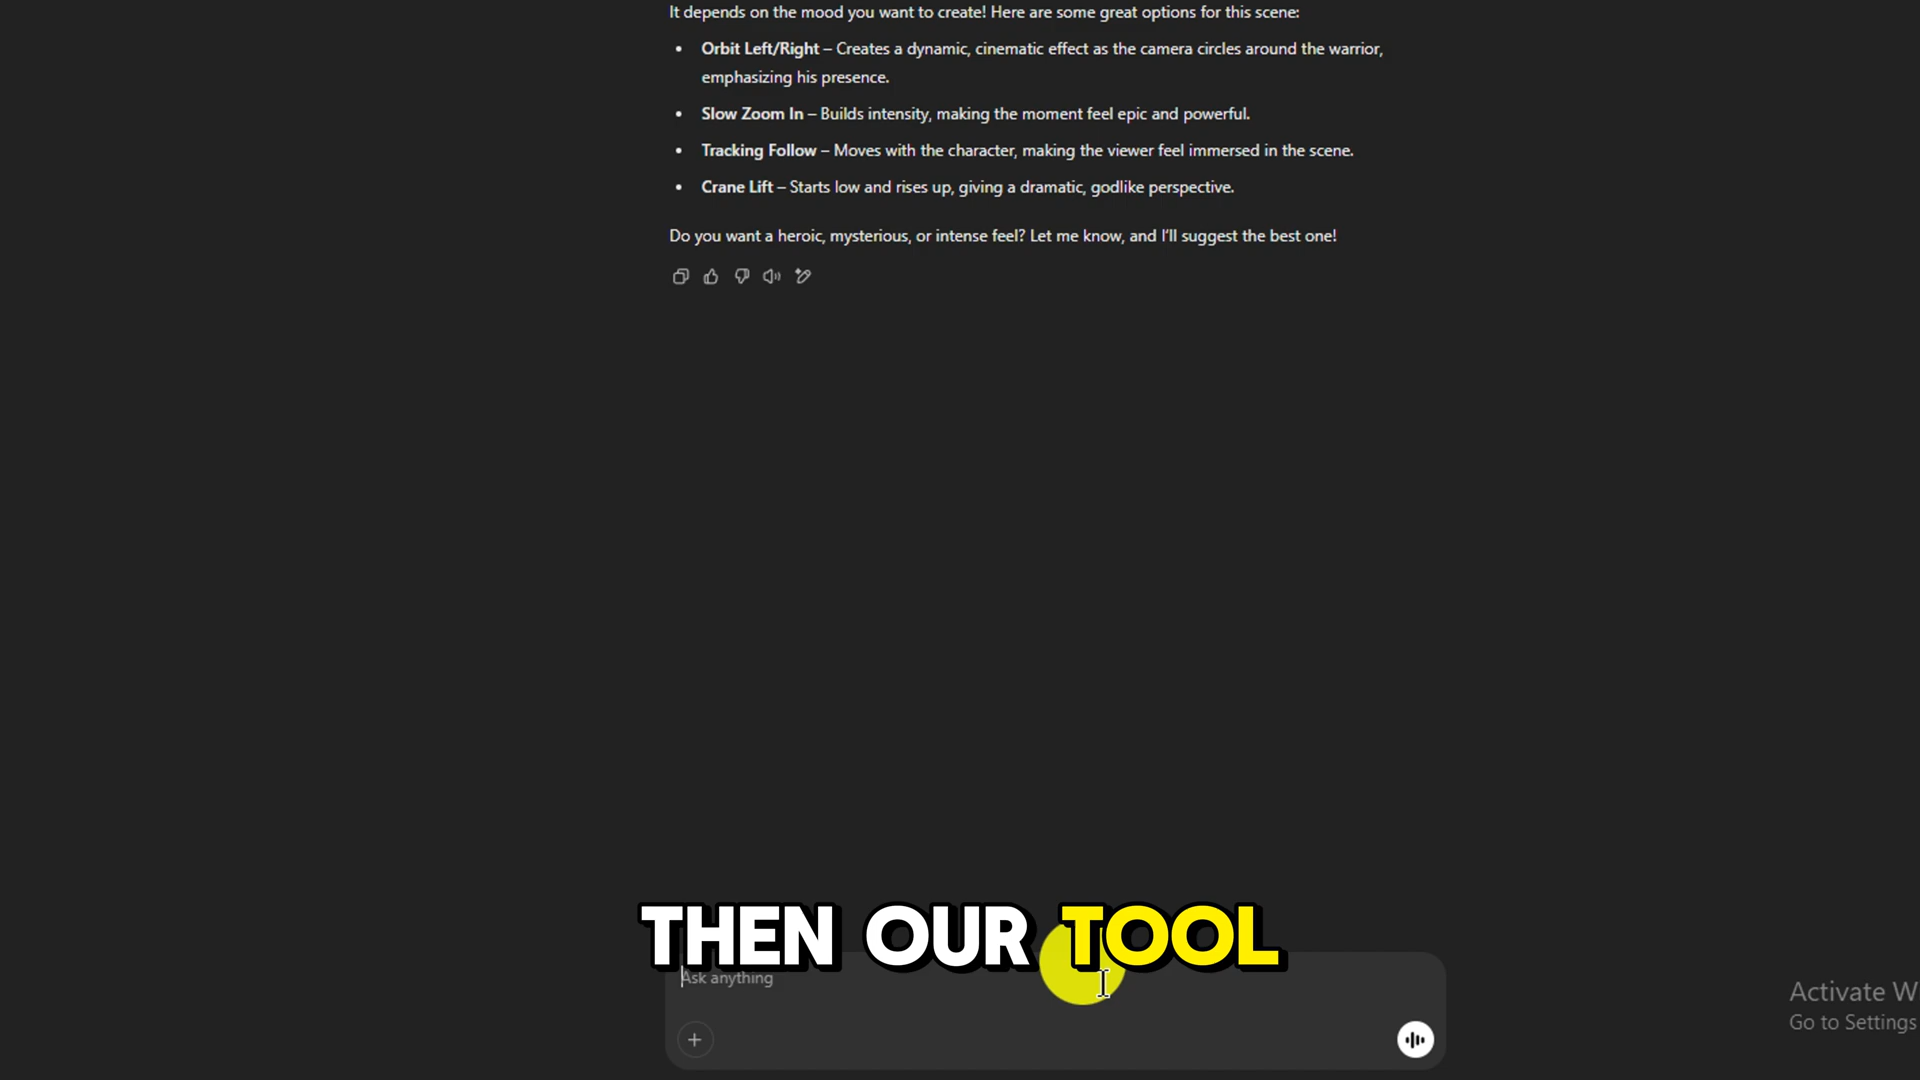 It depends on the mood you want to create! Here are some great options for this scene:
• Orbit Left/Right – Creates a dynamic, cinematic effect as the camera circles around the warrior,
emphasizing his presence.
• Slow Zoom In – Builds intensity, making the moment feel epic and powerful.
• Tracking Follow – Moves with the character, making the viewer feel immersed in the scene.
• Crane Lift – Starts low and rises up, giving a dramatic, godlike perspective.
Do you want a heroic, mysterious, or intense feel? Let me know, and I'll suggest the best one!
THEN OUR TOOL
Ask anything
Activate W
Go to Settings